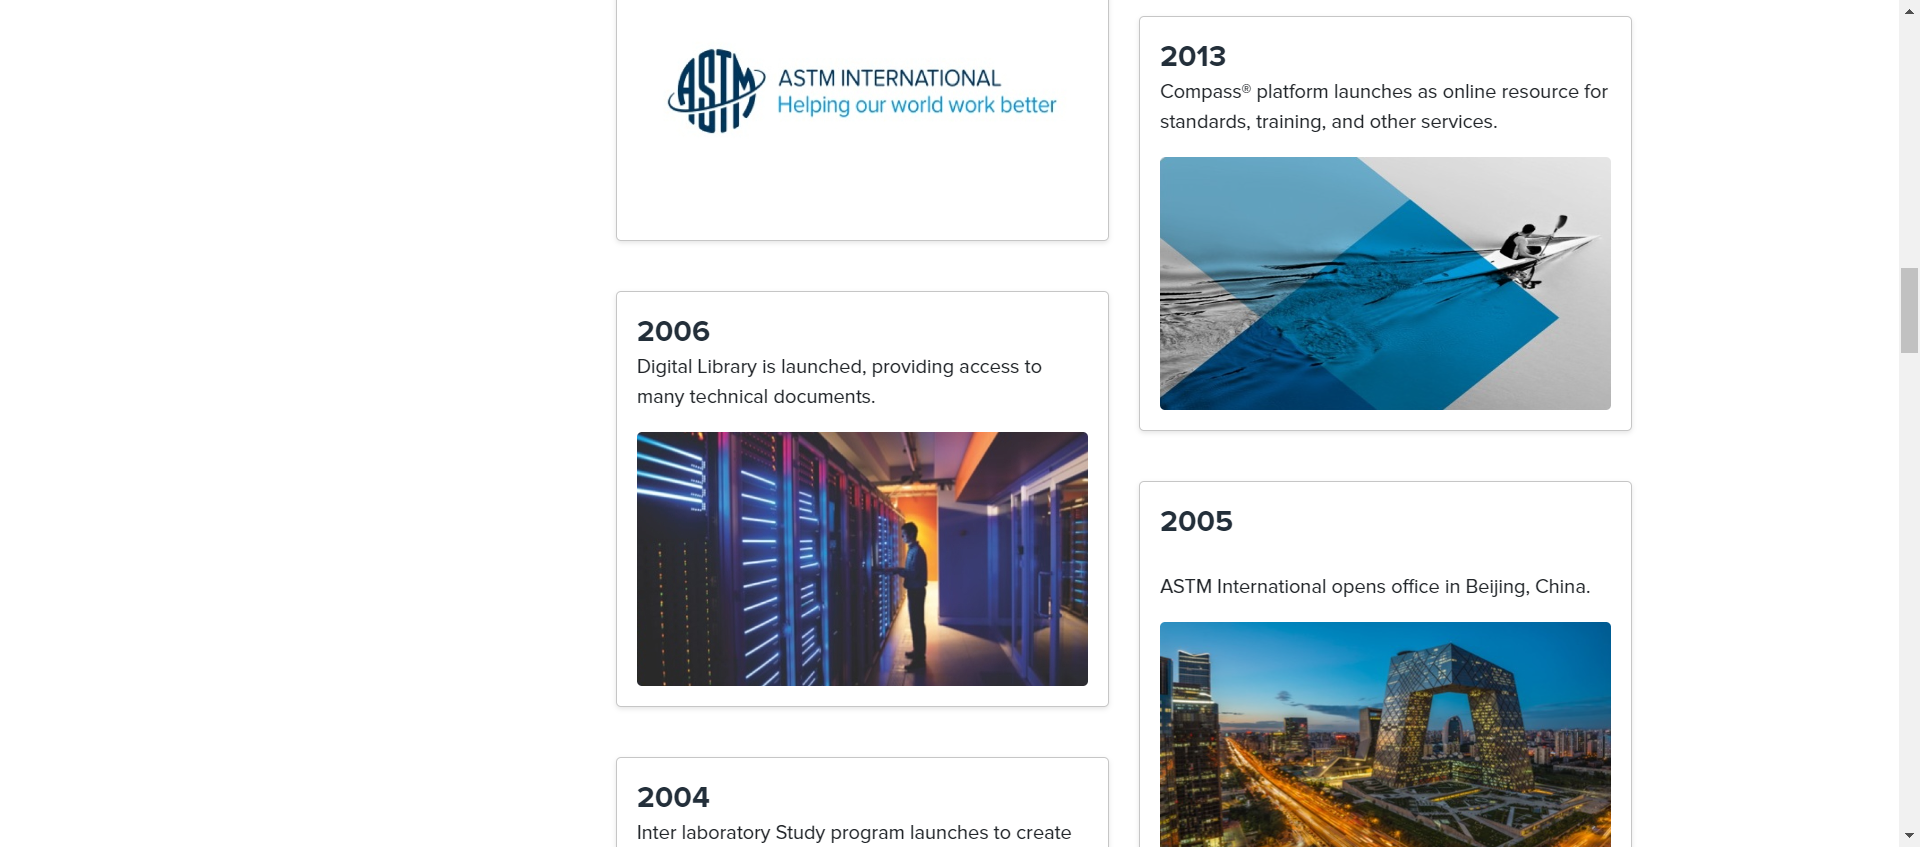 ASTM
ASTM INTERNATIONAL
Helping our world work better
2013
Compass® platform launches as online resource for
standards, training, and other services.
2006
Digital Library is launched, providing access to
many technical documents.
2005
ASTM International opens office in Beijing, China.
2004
Inter laboratory Study program launches to create